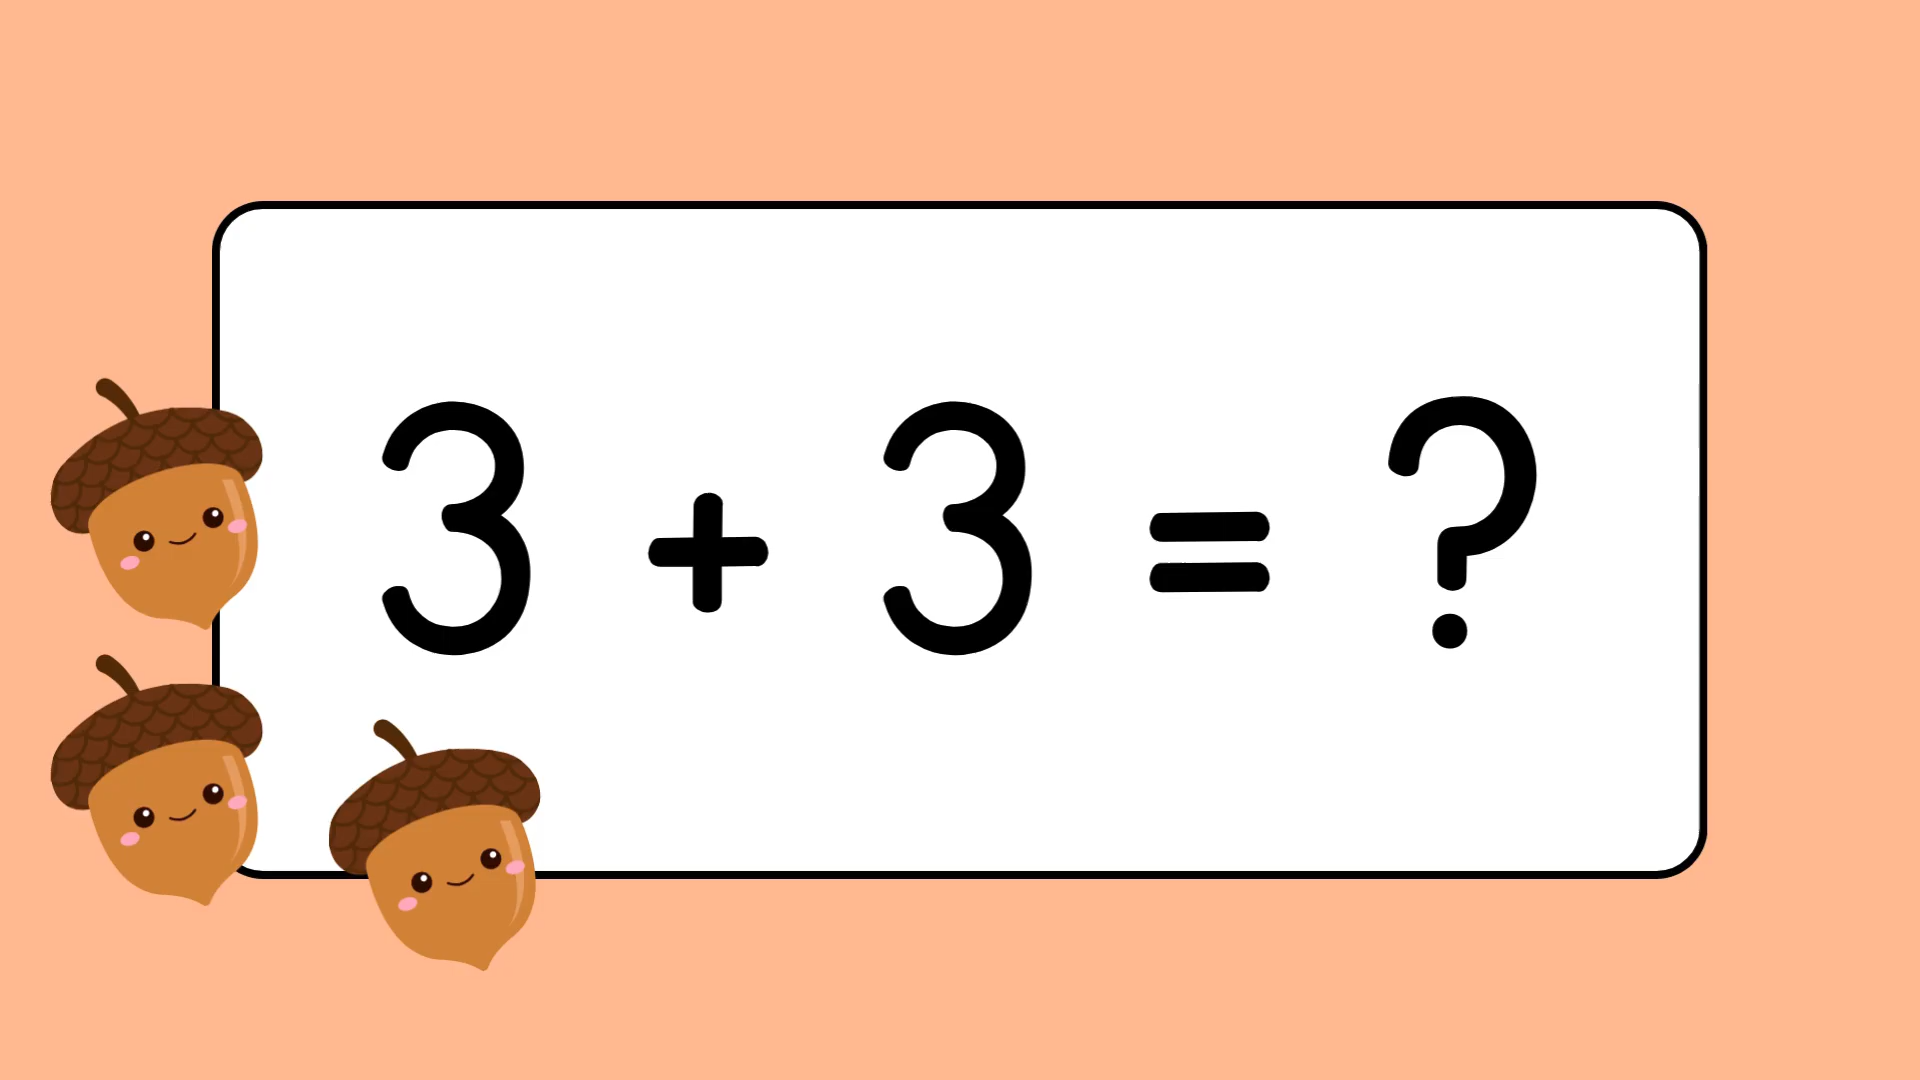 3 + 3 = ?